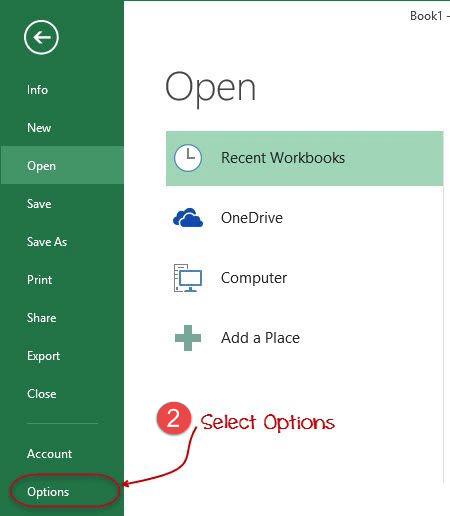 Book1 -
Info
New
Open
Save
Save As
Print
Share
Export
Close
Account
Options
Open
Recent Workbooks
OneDrive
Computer
Add a Place
2 Select Options